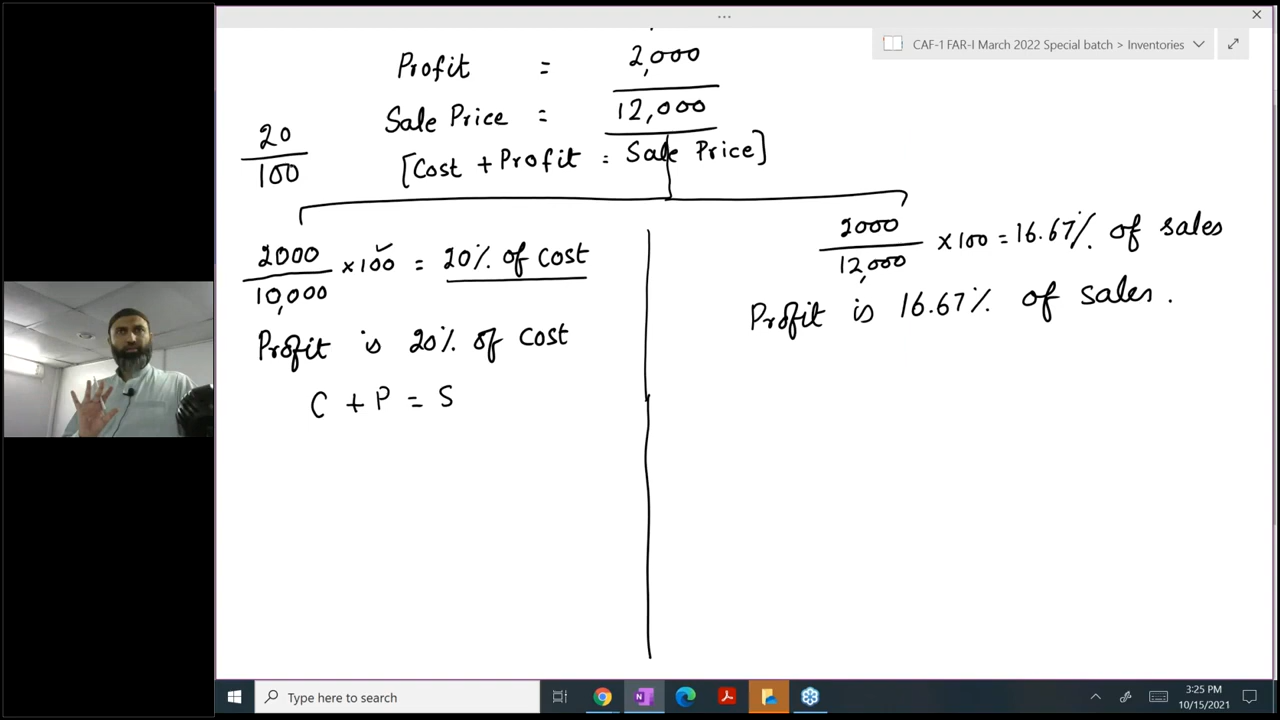 CAF-1 FAR-I March 2022 Special batch > Inventories
Profit = 2,000
Sale Price = 12,000
20
100
[Cost + Profit = Sale Price]
2000
10,000
×100 = 20% of cost
Profit is 20% of cost
C + P = S
2000
12,000
×100 = 16.67% of sales
Profit is 16.67% of sales.
Type here to search
3:25 PM
10/15/2021